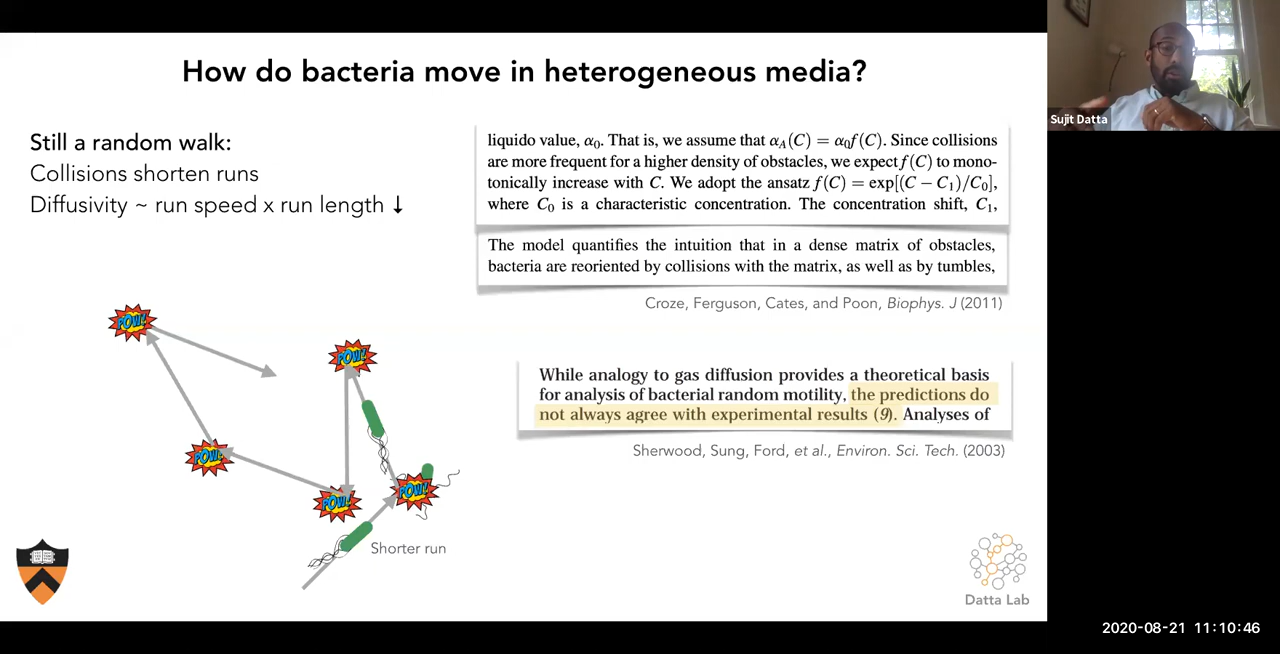 How do bacteria move in heterogeneous media?
Still a random walk:
Collisions shorten runs
Diffusivity ~ run speed x run length ↓
liquido value, α₀. That is, we assume that α_A(C) = α₀f(C). Since collisions
are more frequent for a higher density of obstacles, we expect f(C) to mono-
tonically increase with C. We adopt the ansatz f(C) = exp[(C − C₁)/C₀],
where C₀ is a characteristic concentration. The concentration shift, C₁,
The model quantifies the intuition that in a dense matrix of obstacles,
bacteria are reoriented by collisions with the matrix, as well as by tumbles,
Croze, Ferguson, Cates, and Poon, Biophys. J (2011)
While analogy to gas diffusion provides a theoretical basis
for analysis of bacterial random motility, the predictions do
not always agree with experimental results (9). Analyses of
Sherwood, Sung, Ford, et al., Environ. Sci. Tech. (2003)
POW!
POW!
POW!
POW!
POW!
Shorter run
Datta Lab
Sujit Datta
2020-08-21 11:10:46